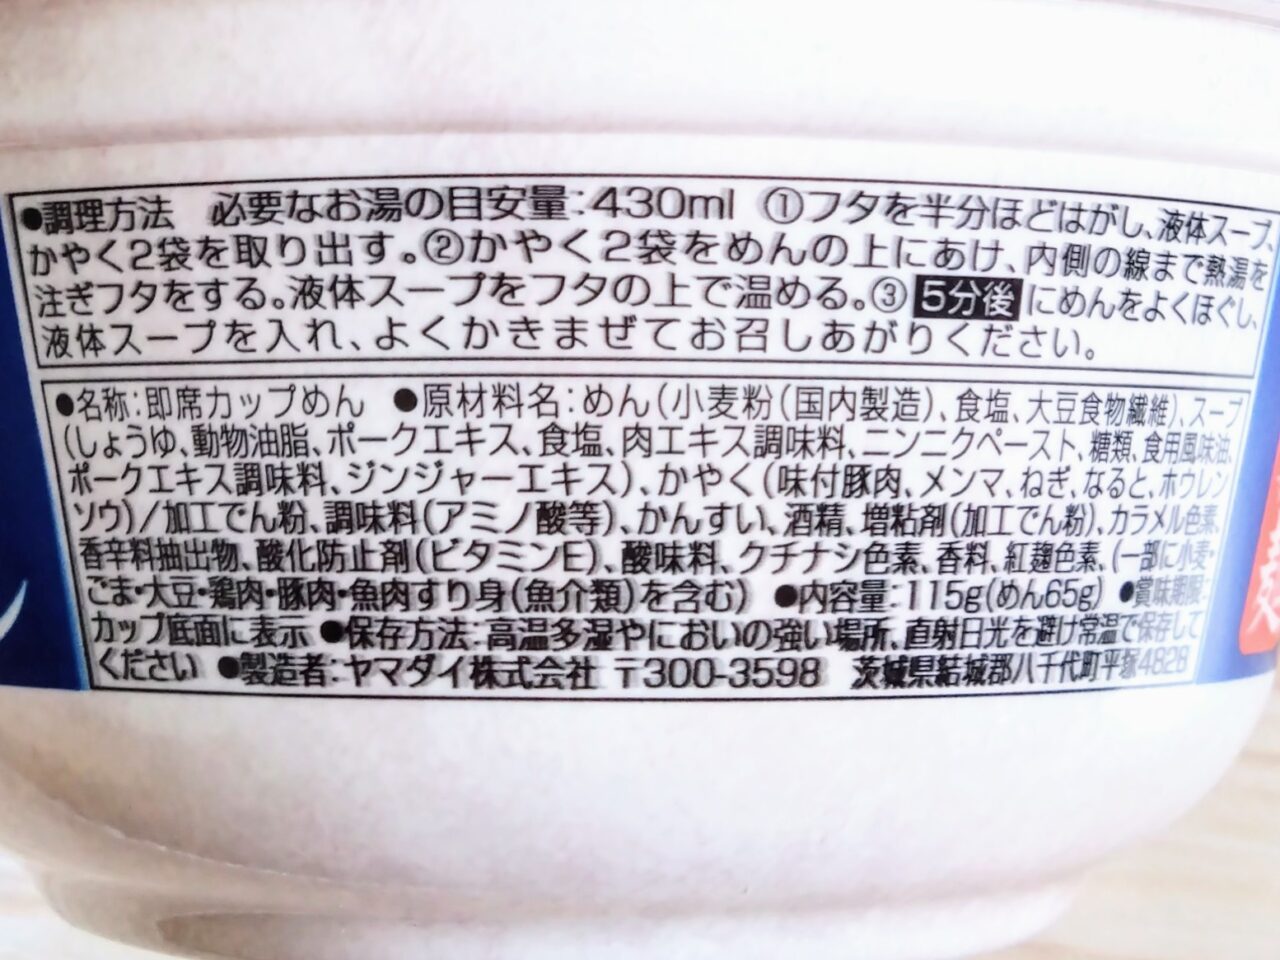 ●調理方法 必要なお湯の目安量:430ml ①フタを半分ほどはがし、液体スープ、
かやく2袋を取り出す。②かやく2袋をめんの上にあけ、内側の線まで熱湯を
注ぎフタをする。液体スープをフタの上で温める。③5分後にめんをよくほぐし、
液体スープを入れ、よくかきまぜてお召しあがりください。
●名称:即席カップめん ●原材料名:めん(小麦粉(国内製造)、食塩、大豆食物繊維)、スープ
(しょうゆ、動物油脂、ポークエキス、食塩、肉エキス調味料、ニンニクペースト、糖類、食用風味油、
ポークエキス調味料、ジンジャーエキス)、かやく(味付豚肉、メンマ、ねぎ、なると、ホウレン
ソウ)/加工でん粉、調味料(アミノ酸等)、かんすい、酒精、増粘剤(加工でん粉)、カラメル色素、
香辛料抽出物、酸化防止剤(ビタミンE)、酸味料、クチナシ色素、香料、紅麹色素、(一部に小麦・
ごま・大豆・鶏肉・豚肉・魚肉すり身(魚介類)を含む) ●内容量:115g(めん65g) ●賞味期限:
カップ底面に表示 ●保存方法:高温多湿やにおいの強い場所、直射日光を避け常温で保存して
ください ●製造者:ヤマダイ株式会社 〒300-3598 茨城県結城郡八千代町平塚4828